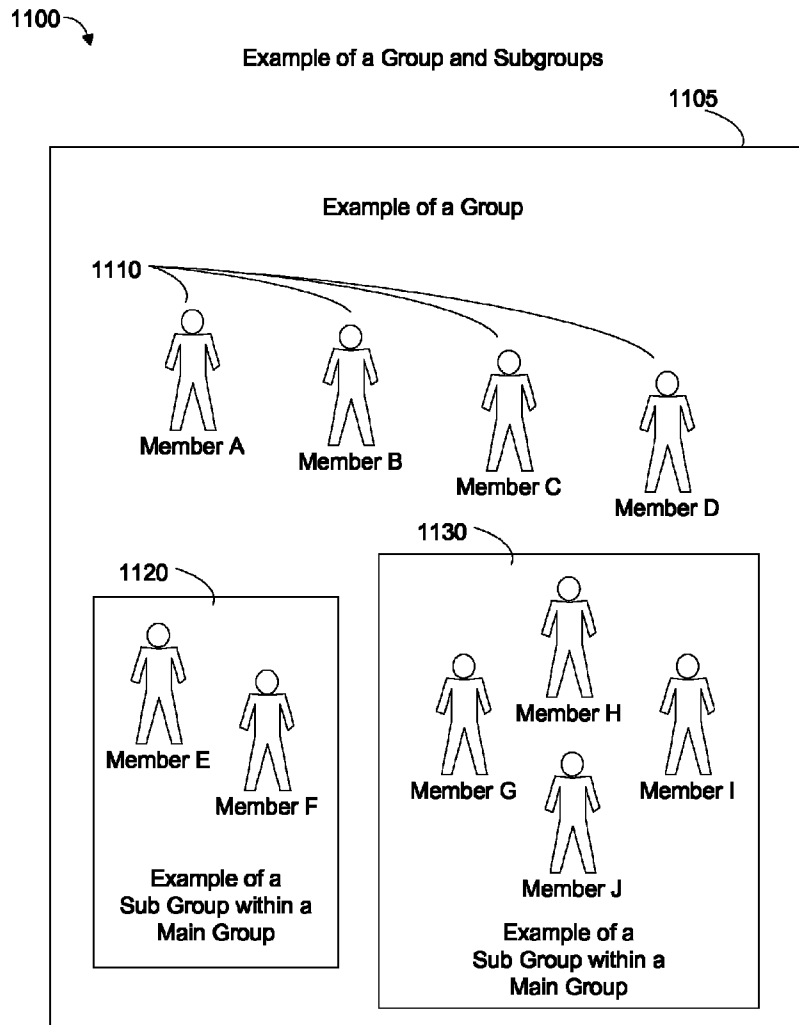 1100
Example of a Group and Subgroups
1105
Example of a Group
1110
Member A
Member B
Member C
Member D
1120
1130
Member E
Member F
Member H
Member G
Member I
Member J
Example of a
Sub Group within a
Main Group
Example of a
Sub Group within a
Main Group